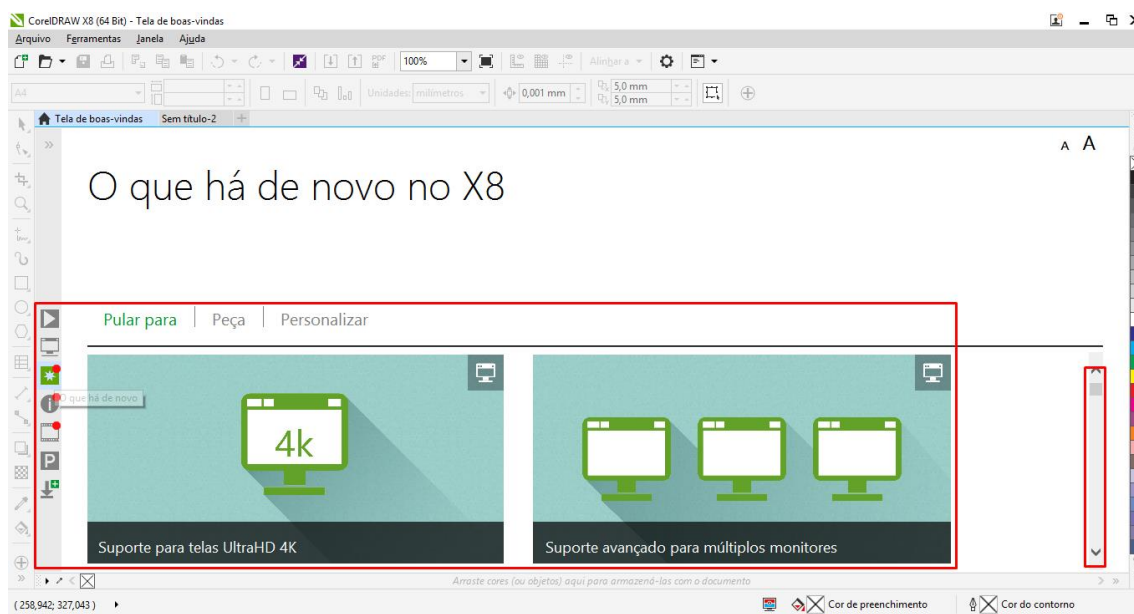 CorelDRAW X8 (64 Bit) - Tela de boas-vindas
Arquivo Ferramentas Janela Ajuda
PDF 100% Alinhar a
A4 Unidades: milímetros 0,001 mm 5,0 mm
5,0 mm
Tela de boas-vindas Sem título-2
A A
O que há de novo no X8
Pular para Peça Personalizar
O que há de novo
4k
P
Suporte para telas UltraHD 4K Suporte avançado para múltiplos monitores
Arraste cores (ou objetos) aqui para armazená-las com o documento
( 258,942; 327,043 ) Cor de preenchimento Cor do contorno